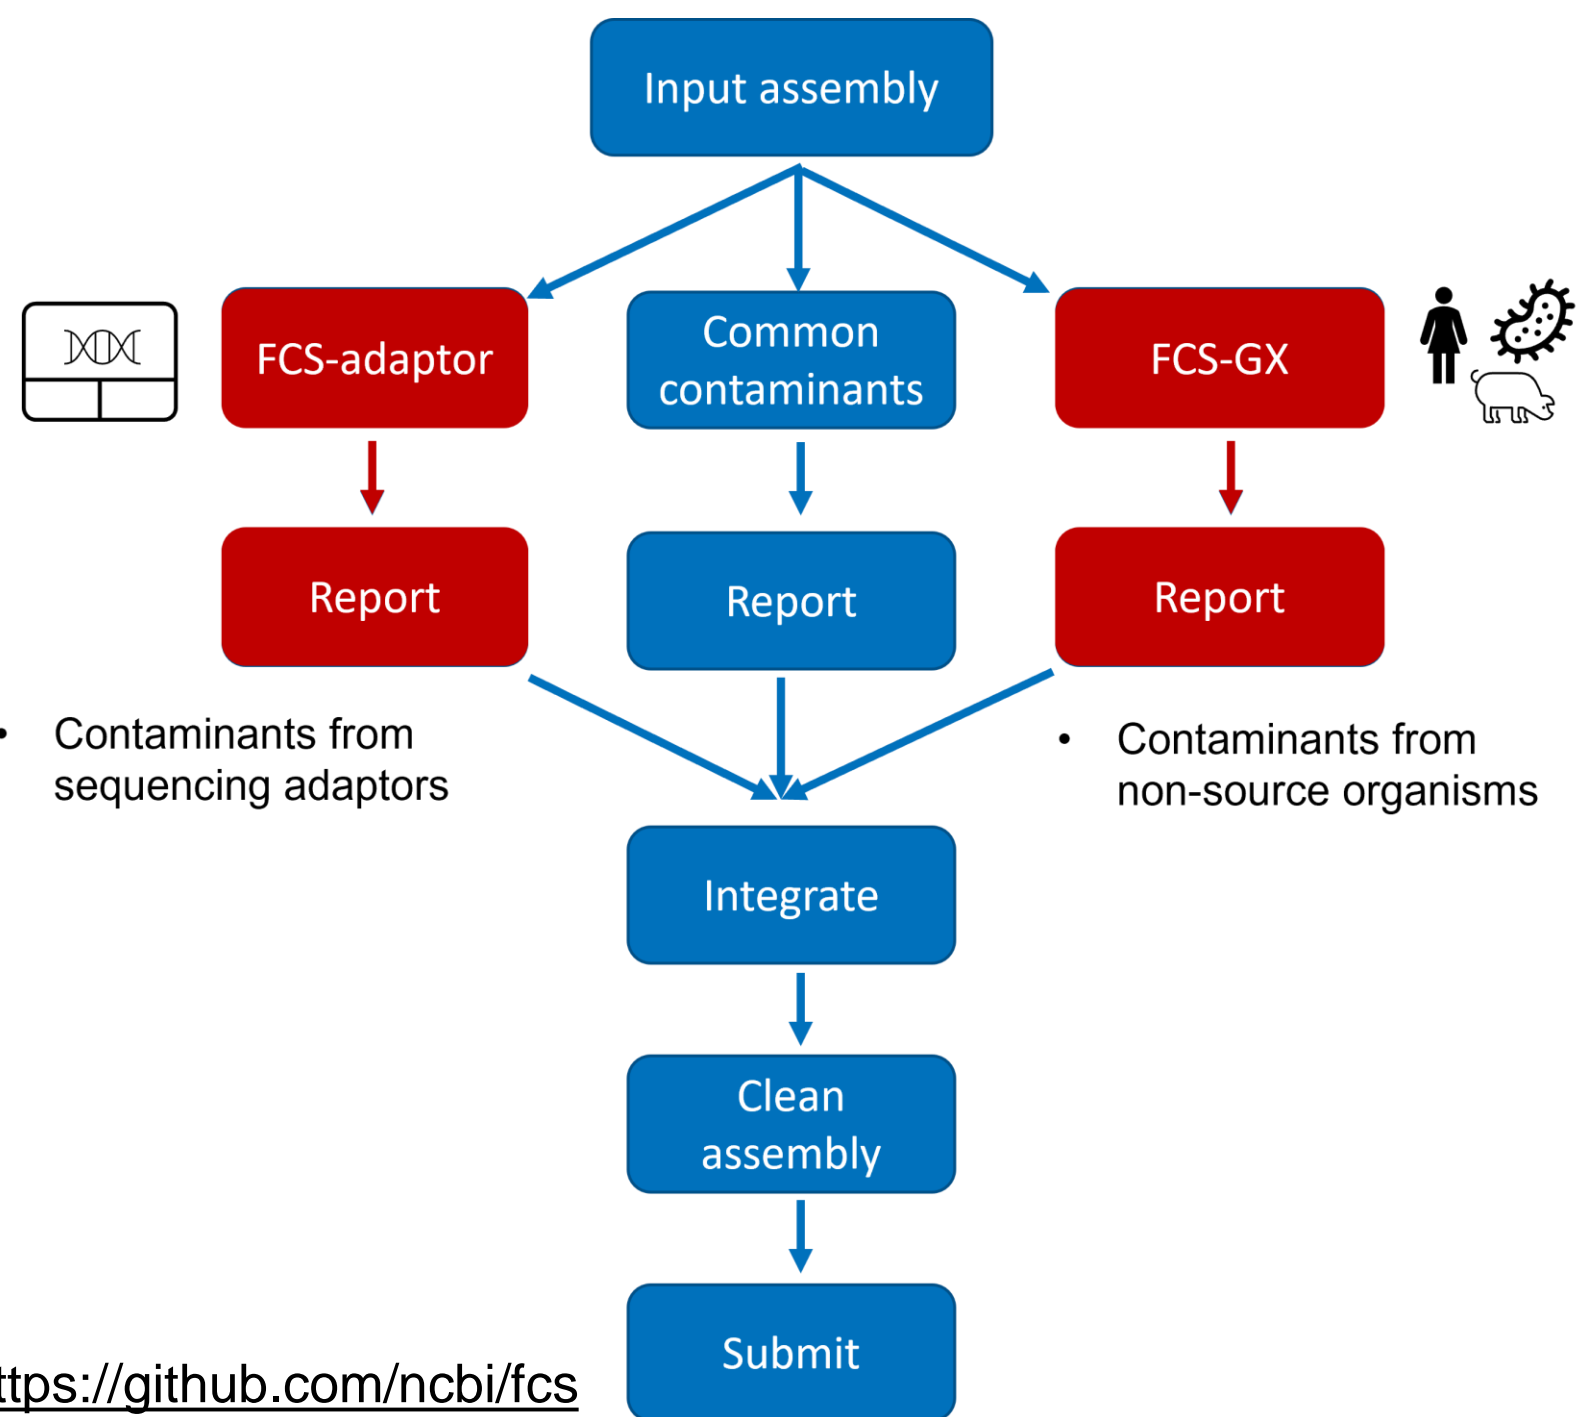 Input assembly
FCS-adaptor
Common
contaminants
FCS-GX
Report
Report
Report
• Contaminants from
sequencing adaptors
• Contaminants from
non-source organisms
Integrate
Clean
assembly
Submit
ttps://github.com/ncbi/fcs